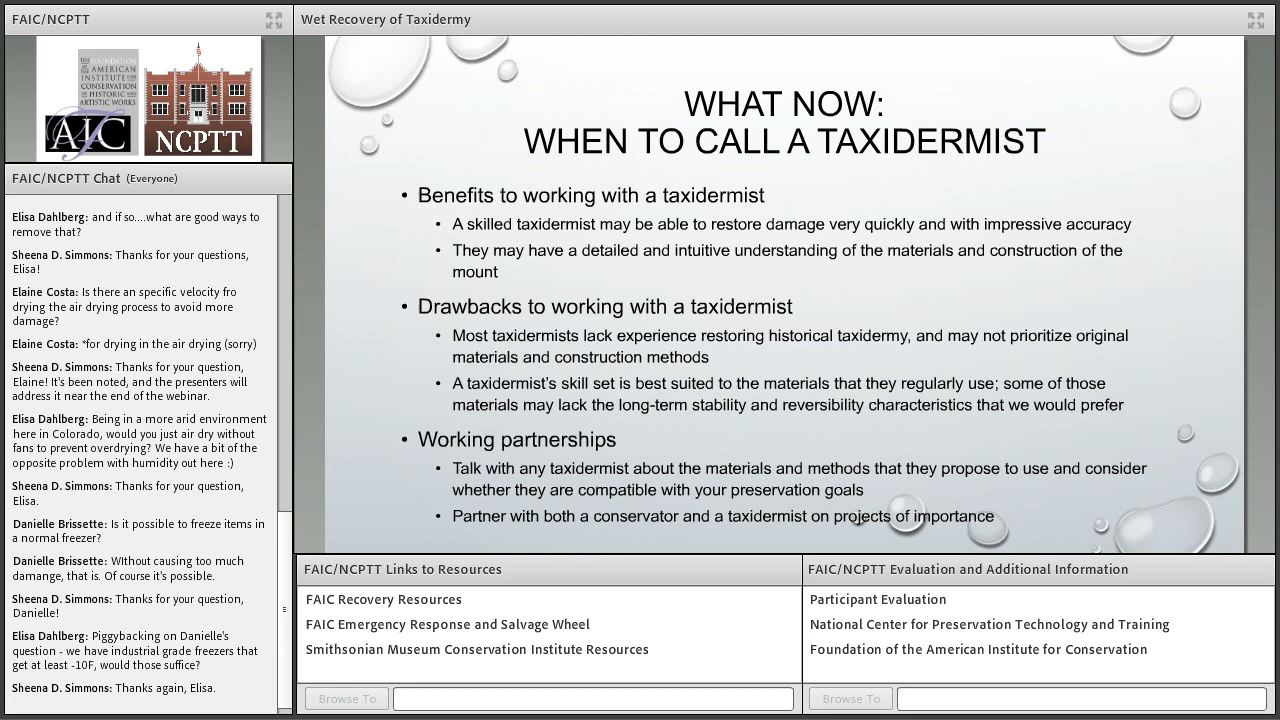 FAIC/NCPTT
THE FOUNDATION
OF THE AMERICAN
INSTITUTE FOR
CONSERVATION
OF HISTORIC AND
ARTISTIC WORKS
AIC
NCPTT
FAIC/NCPTT Chat (Everyone)
Elisa Dahlberg: and if so....what are good ways to
remove that?
Sheena D. Simmons: Thanks for your questions,
Elisa!
Elaine Costa: Is there an specific velocity fro
drying the air drying process to avoid more
damage?
Elaine Costa: *for drying in the air drying (sorry)
Sheena D. Simmons: Thanks for your question,
Elaine! It's been noted, and the presenters will
address it near the end of the webinar.
Elisa Dahlberg: Being in a more arid environment
here in Colorado, would you just air dry without
fans to prevent overdrying? We have a bit of the
opposite problem with humidity out here :)
Sheena D. Simmons: Thanks for your question,
Elisa.
Danielle Brissette: Is it possible to freeze items in
a normal freezer?
Danielle Brissette: WIthout causing too much
damange, that is. Of course it's possible.
Sheena D. Simmons: Thanks for your question,
Danielle!
Elisa Dahlberg: Piggybacking on Danielle's
question - we have industrial grade freezers that
get at least -10F, would those suffice?
Sheena D. Simmons: Thanks again, Elisa.
Wet Recovery of Taxidermy
WHAT NOW:
WHEN TO CALL A TAXIDERMIST
• Benefits to working with a taxidermist
• A skilled taxidermist may be able to restore damage very quickly and with impressive accuracy
• They may have a detailed and intuitive understanding of the materials and construction of the
mount
• Drawbacks to working with a taxidermist
• Most taxidermists lack experience restoring historical taxidermy, and may not prioritize original
materials and construction methods
• A taxidermist's skill set is best suited to the materials that they regularly use; some of those
materials may lack the long-term stability and reversibility characteristics that we would prefer
• Working partnerships
• Talk with any taxidermist about the materials and methods that they propose to use and consider
whether they are compatible with your preservation goals
• Partner with both a conservator and a taxidermist on projects of importance
FAIC/NCPTT Links to Resources
FAIC Recovery Resources
FAIC Emergency Response and Salvage Wheel
Smithsonian Museum Conservation Institute Resources
Browse To
FAIC/NCPTT Evaluation and Additional Information
Participant Evaluation
National Center for Preservation Technology and Training
Foundation of the American Institute for Conservation
Browse To